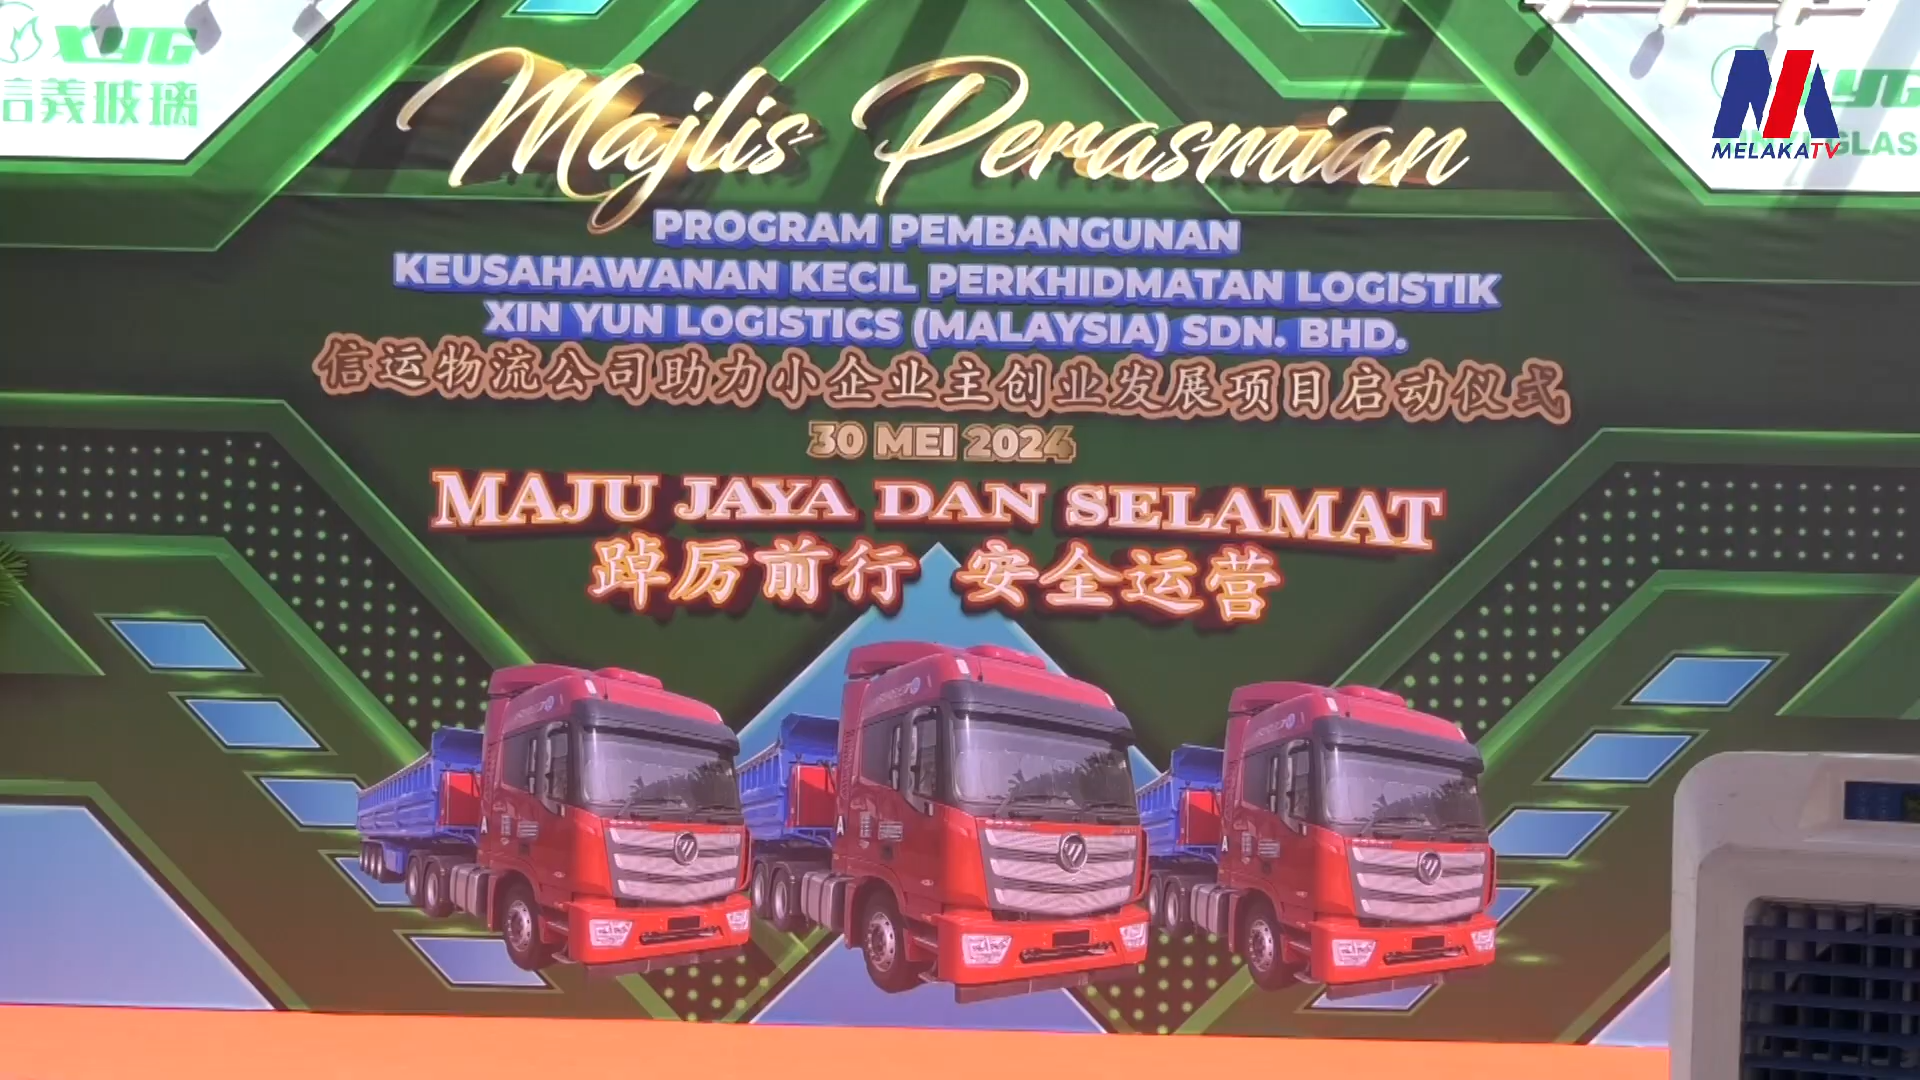 XYG
信義玻璃
MELAKATV
Majlis Perasmian
PROGRAM PEMBANGUNAN
KEUSAHAWANAN KECIL PERKHIDMATAN LOGISTIK
XIN YUN LOGISTICS (MALAYSIA) SDN. BHD.
信运物流公司助力小企业主创业发展项目启动仪式
30 MEI 2024
MAJU JAYA DAN SELAMAT
踔厉前行 安全运营